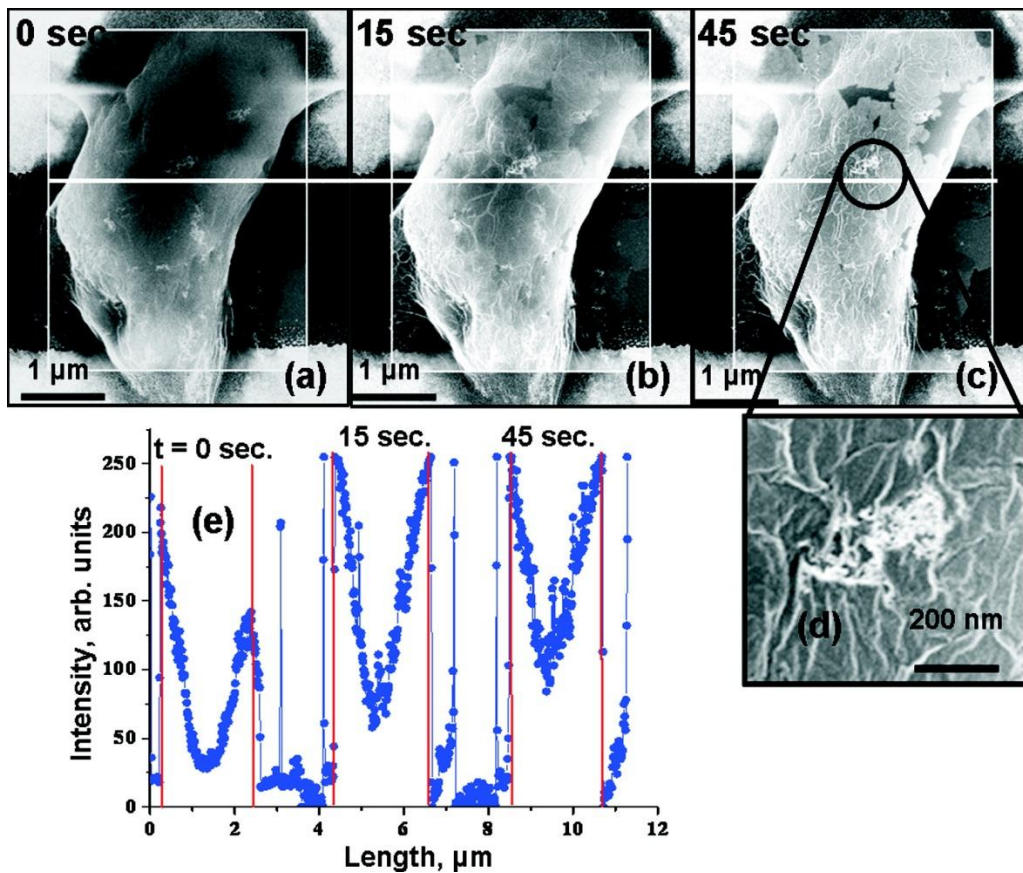 0 sec
15 sec
45 sec
1 µm
(a)
1 µm
(b)
1 µm
(c)
t = 0 sec.
15 sec.
45 sec.
250
200
150
100
50
0
(e)
Intensity, arb. units
0
2
4
6
8
10
12
Length, µm
(d)
200 nm